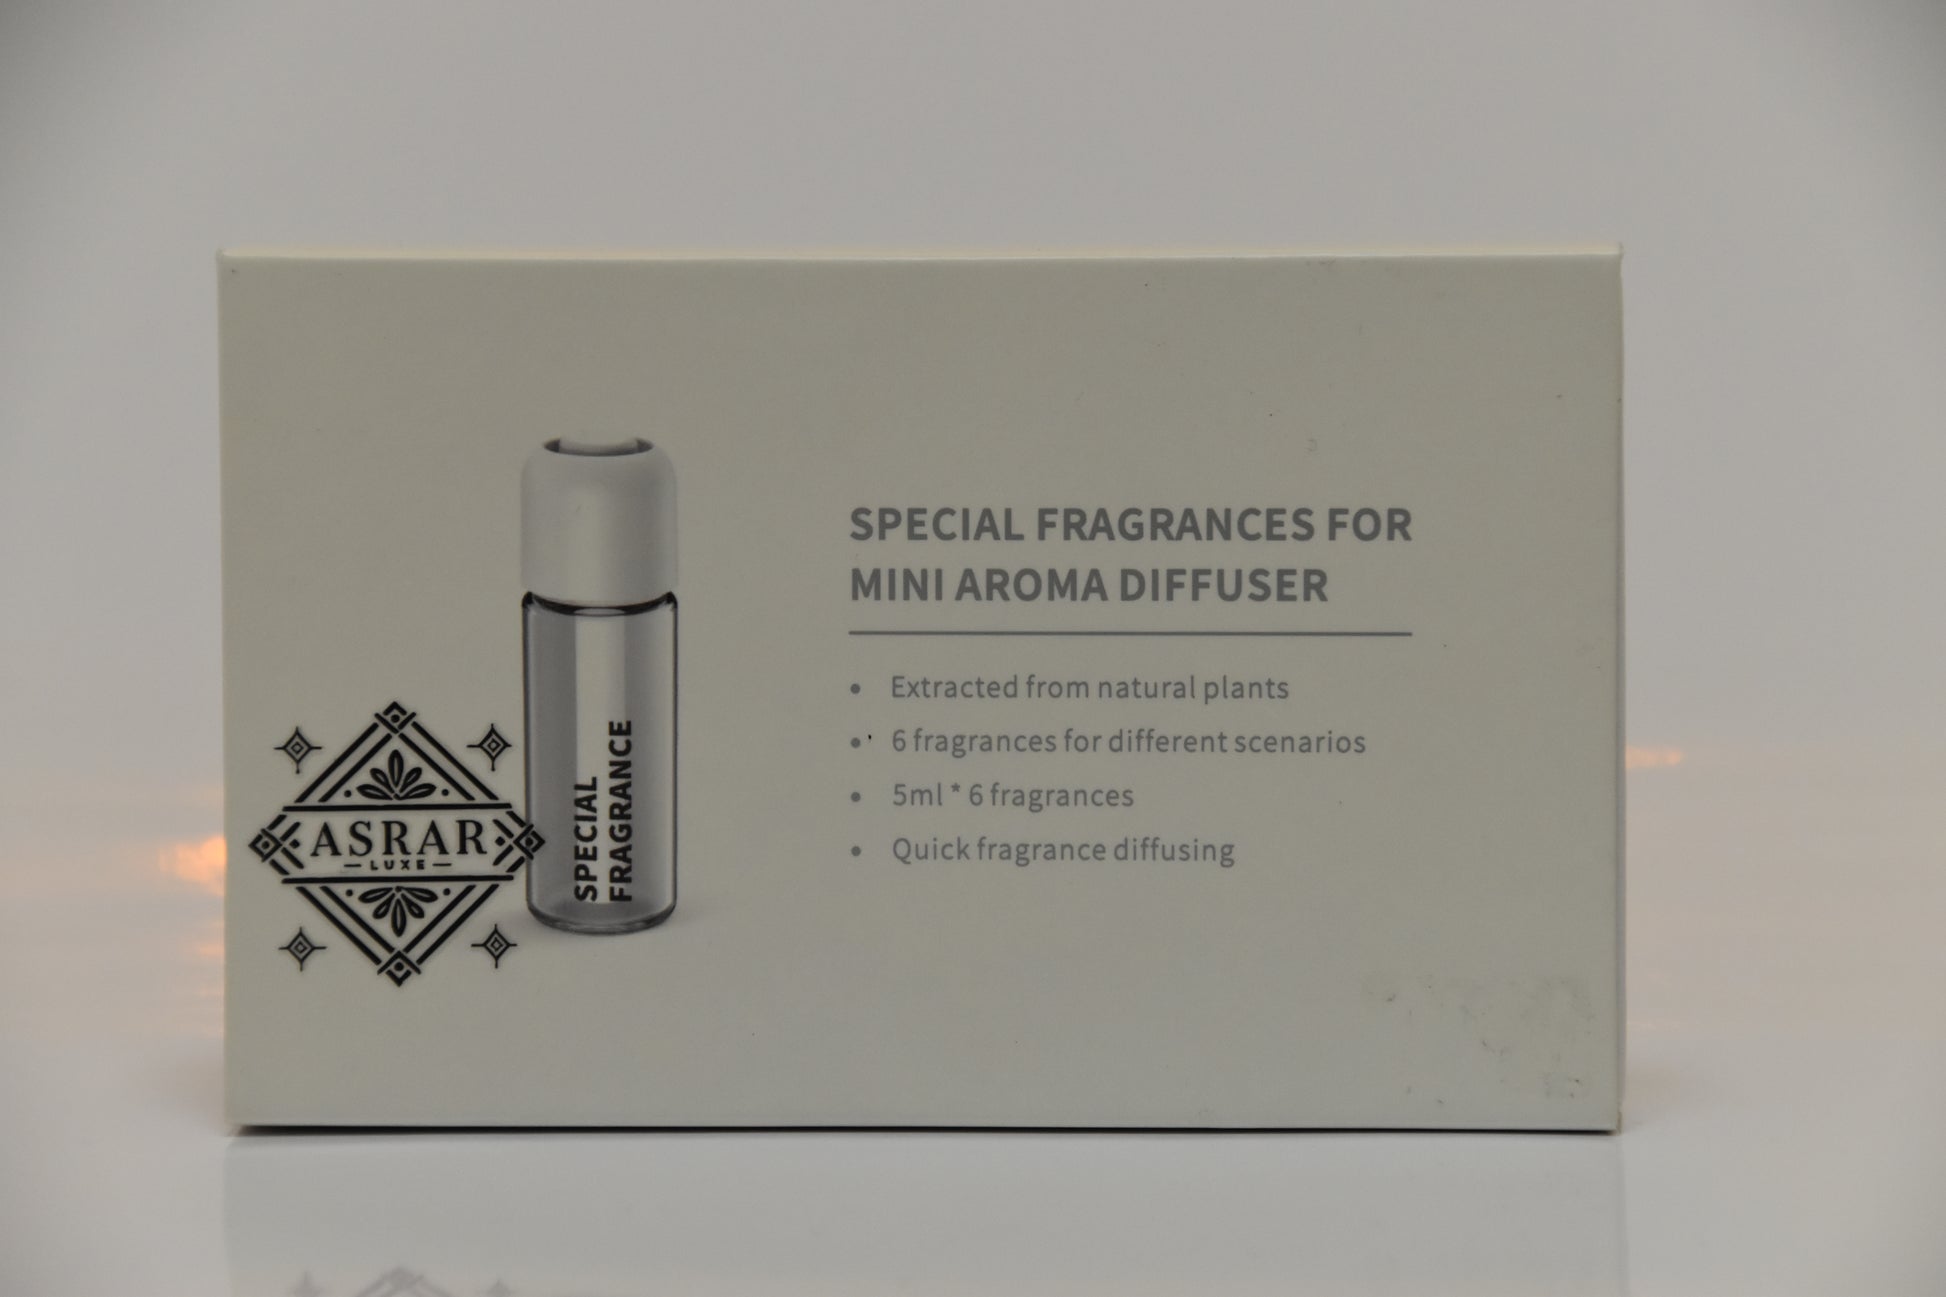 SPECIAL FRAGRANCES FOR
MINI AROMA DIFFUSER
• Extracted from natural plants
• 6 fragrances for different scenarios
• 5ml * 6 fragrances
• Quick fragrance diffusing
SPECIAL
FRAGRANCE
ASRAR
LUXE